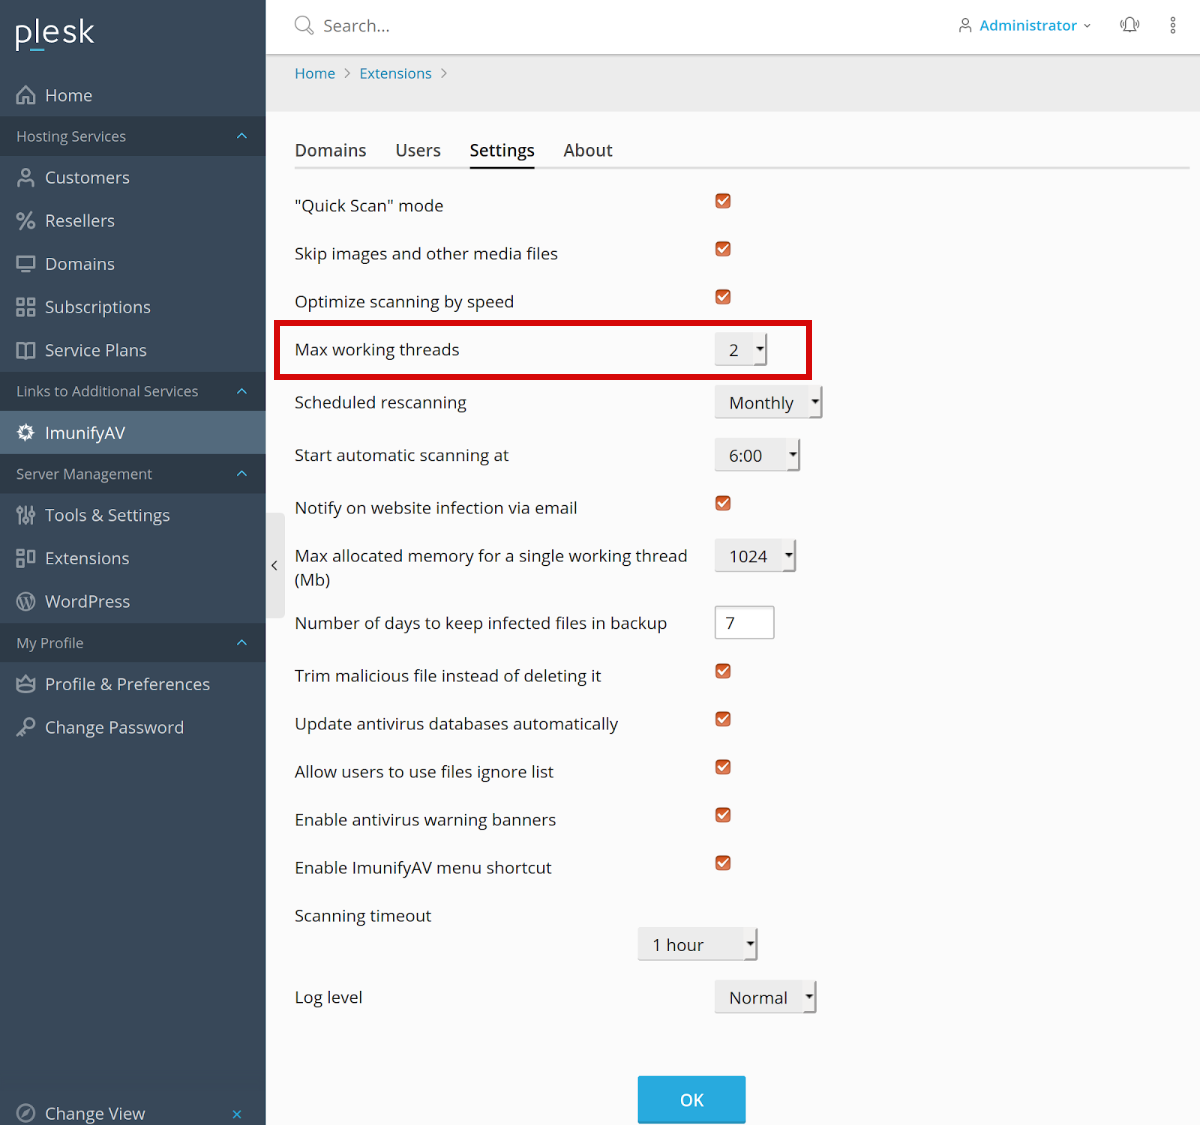 plesk
Search...
Administrator
Home
Hosting Services
Customers
Resellers
Domains
Subscriptions
Service Plans
Links to Additional Services
ImunifyAV
Server Management
Tools & Settings
Extensions
WordPress
My Profile
Profile & Preferences
Change Password
Change View
Home > Extensions >
Domains Users Settings About
"Quick Scan" mode
Skip images and other media files
Optimize scanning by speed
Max working threads 2
Scheduled rescanning Monthly
Start automatic scanning at 6:00
Notify on website infection via email
Max allocated memory for a single working thread
(Mb) 1024
Number of days to keep infected files in backup 7
Trim malicious file instead of deleting it
Update antivirus databases automatically
Allow users to use files ignore list
Enable antivirus warning banners
Enable ImunifyAV menu shortcut
Scanning timeout
1 hour
Log level Normal
OK